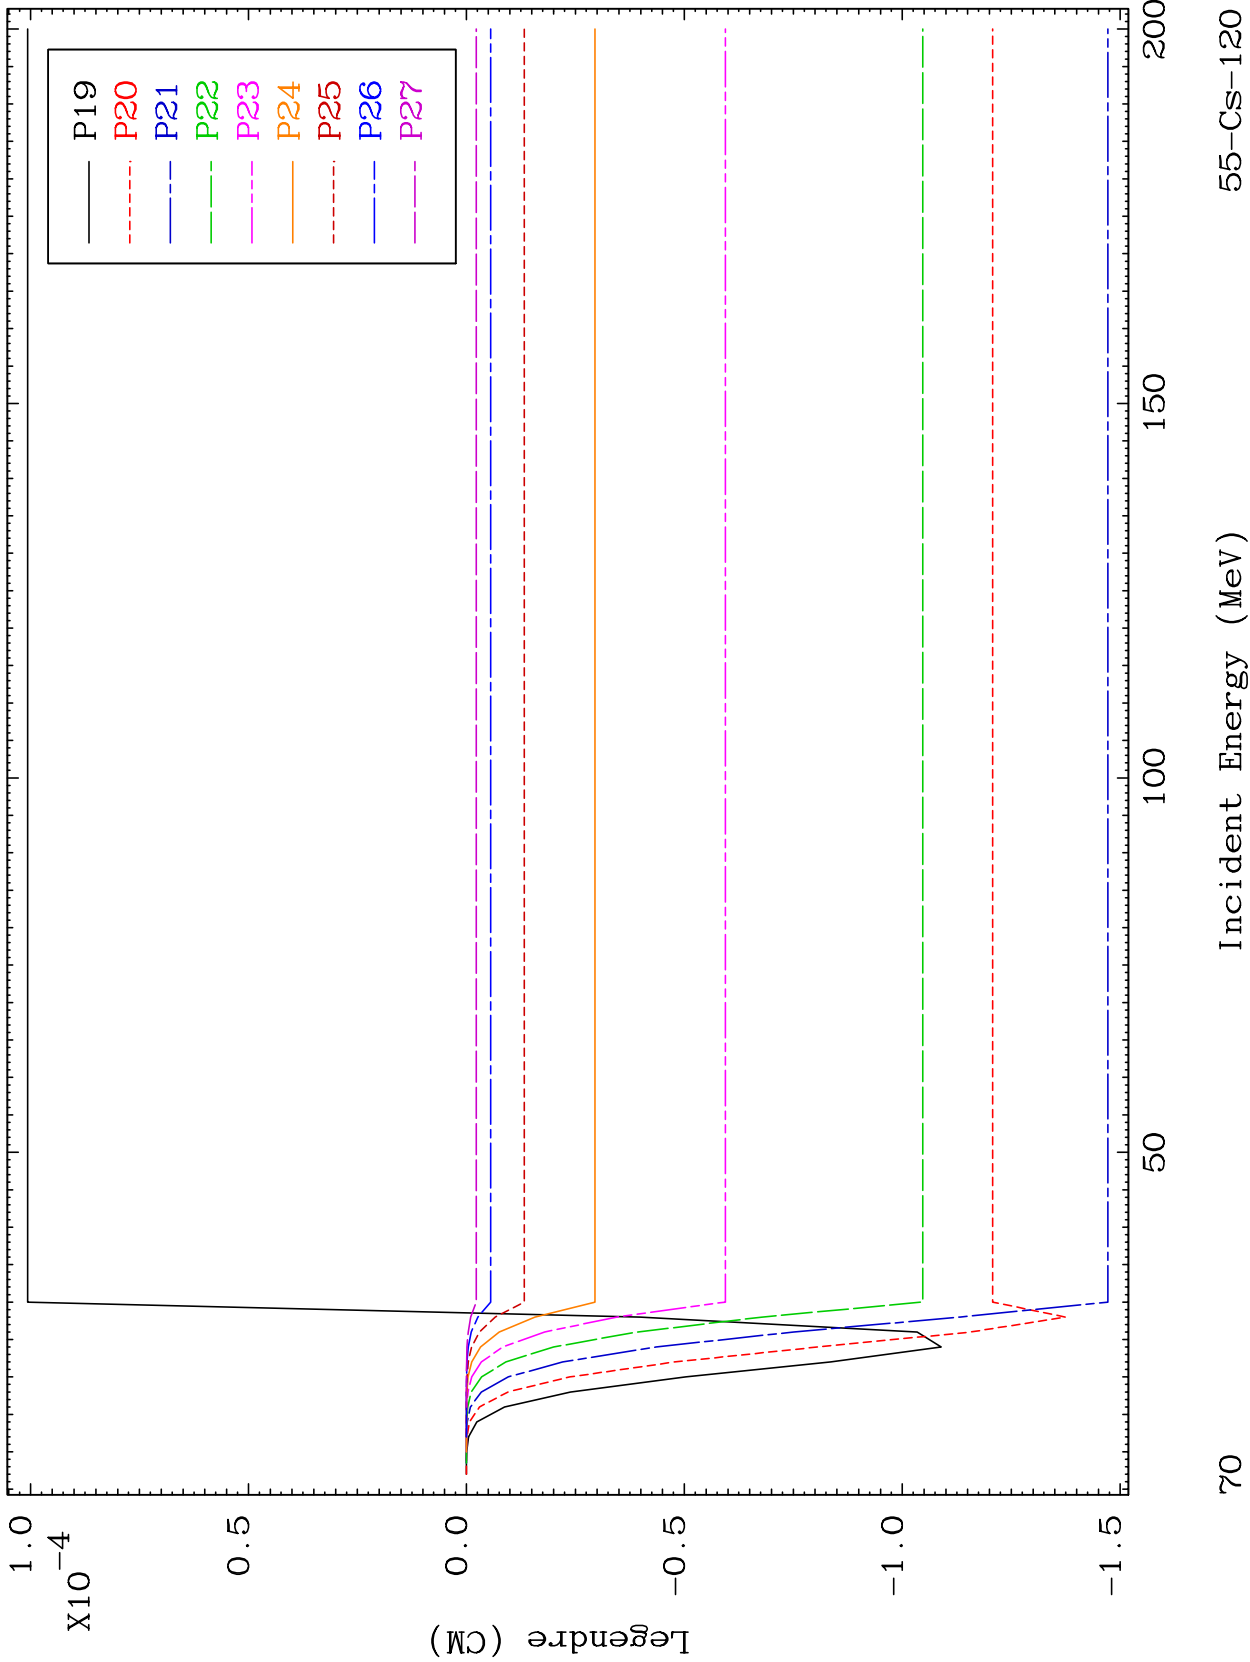 1.0
X10-4
0.5
0.0
-0.5
-1.0
-1.5
P19
P20
P21
P22
P23
P24
P25
P26
P27
50
100
150
200
Legendre (CM)
Incident Energy (MeV)
70
55-Cs-120